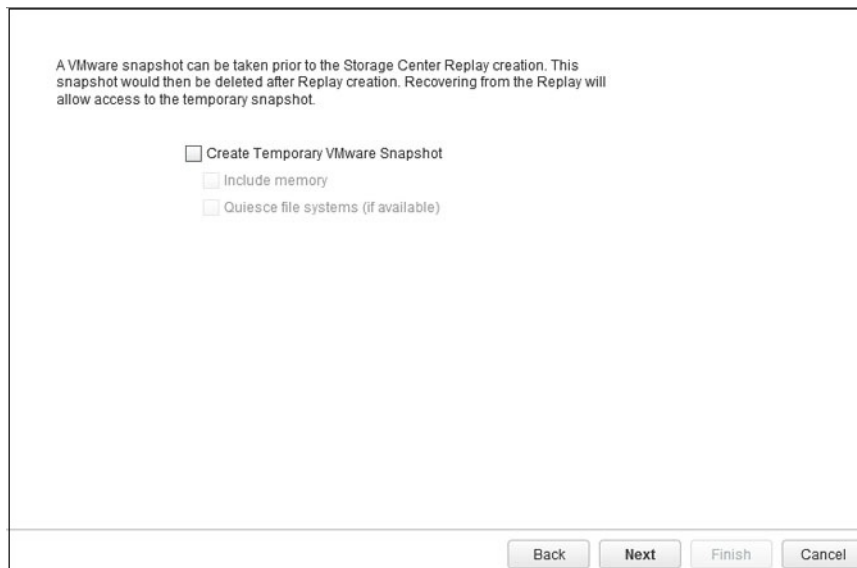 A VMware snapshot can be taken prior to the Storage Center Replay creation. This
snapshot would then be deleted after Replay creation. Recovering from the Replay will
allow access to the temporary snapshot.
Create Temporary VMware Snapshot
Include memory
Quiesce file systems (if available)
Back
Next
Finish
Cancel